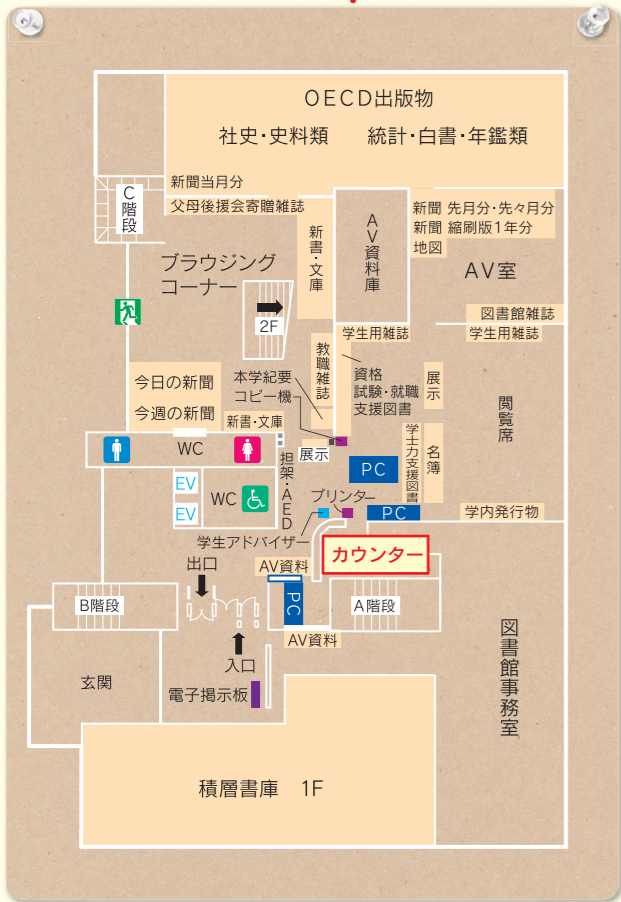 OECD出版物
社史・史料類　統計・白書・年鑑類
新聞当月分
父母後援会寄贈雑誌
C階段
新書・文庫
AV資料庫
新聞 先月分・先々月分
新聞 縮刷版1年分
地図
AV室
ブラウジング
コーナー
2F
図書館雑誌
学生用雑誌
学生用雑誌
教職雑誌
資格
試験・就職
支援図書
展示
本学紀要
コピー機
今日の新聞
今週の新聞
新書・文庫
閲覧席
WC
展示
担架・AED
学士力支援図書
名簿
PC
EV
EV
WC
プリンター
PC
学内発行物
学生アドバイザー
カウンター
出口
AV資料
B階段
PC
A階段
AV資料
入口
図書館事務室
玄関
電子掲示板
積層書庫　1F